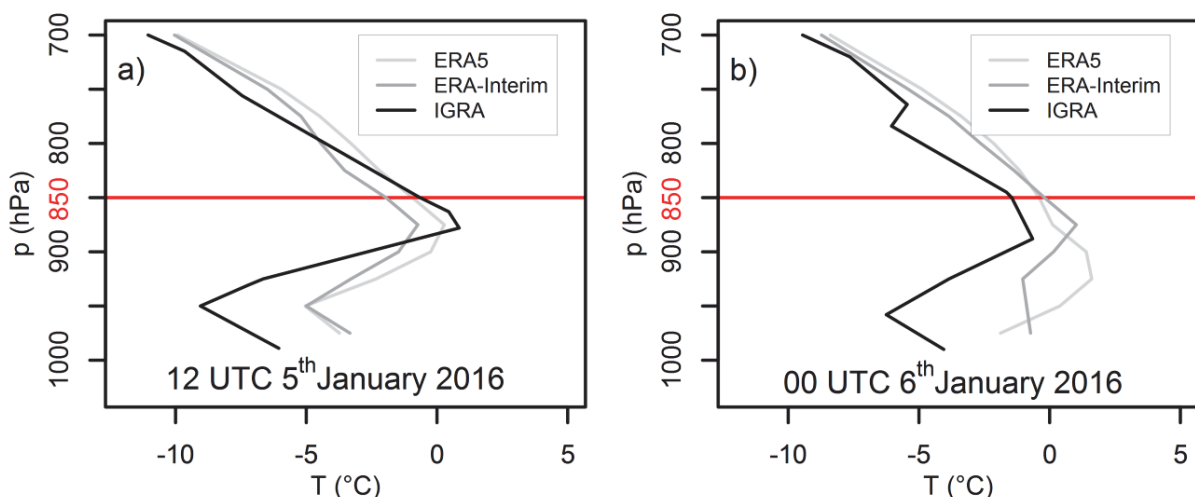 a)
ERA5
ERA-Interim
IGRA
700
800
850
900
1000
p (hPa)
12 UTC 5th January 2016
-10
-5
0
5
T (°C)
b)
ERA5
ERA-Interim
IGRA
700
800
850
900
1000
p (hPa)
00 UTC 6th January 2016
-10
-5
0
5
T (°C)